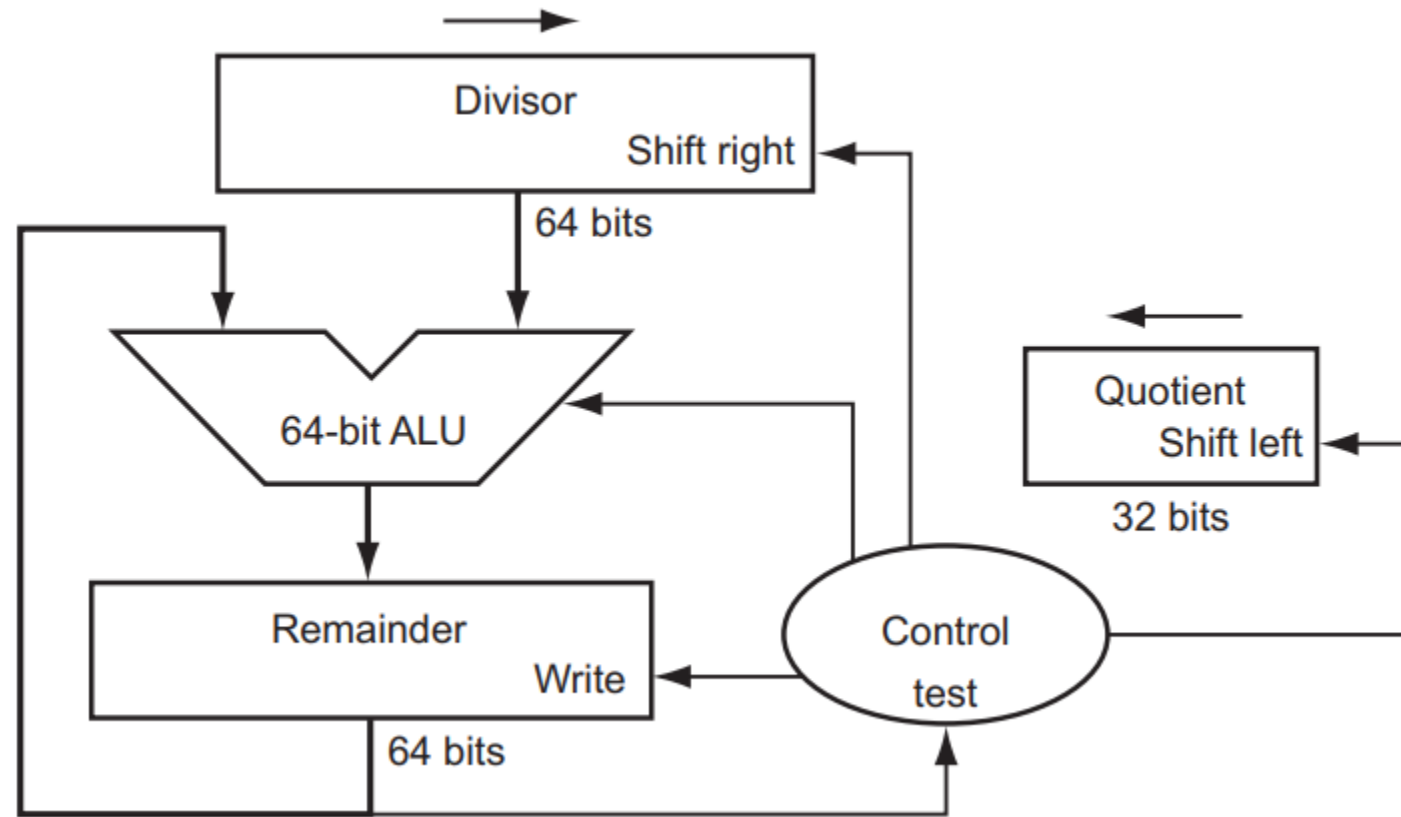 Divisor
Shift right
64 bits
Quotient
Shift left
32 bits
64-bit ALU
Remainder
Write
64 bits
Control
test